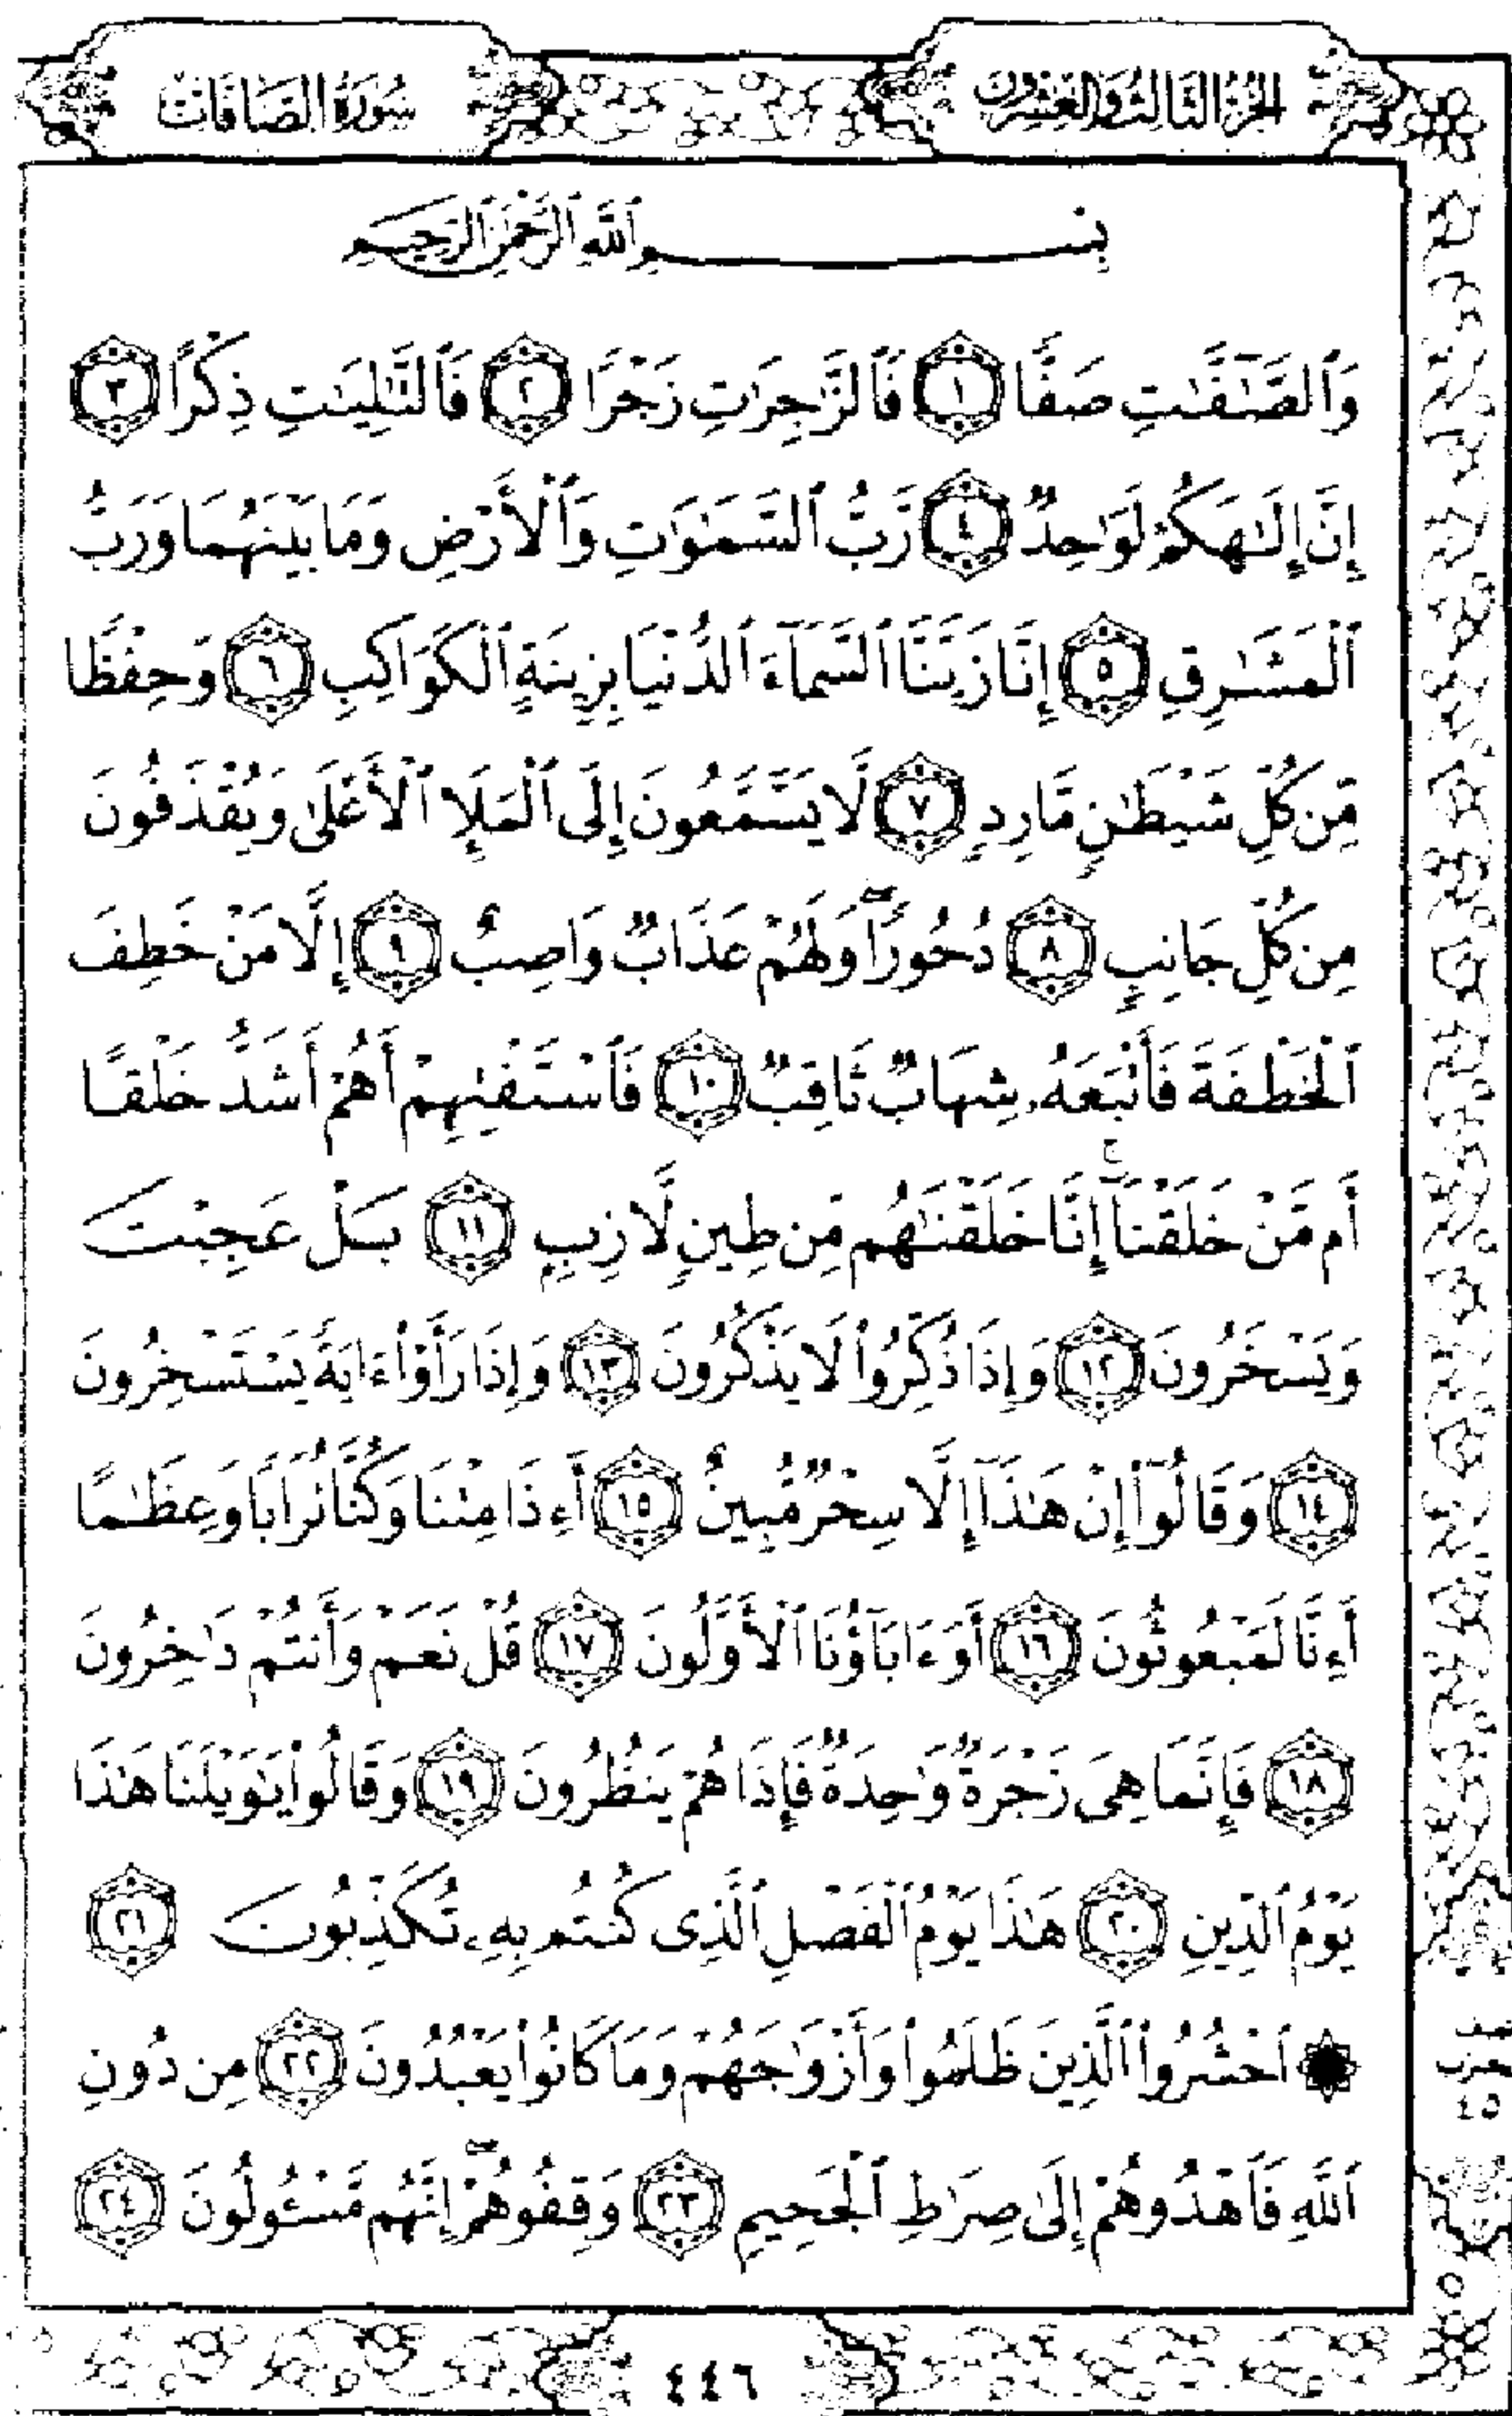 الجزء الثالث والعشرون
سورة الصافات
بِسْمِ ٱللَّهِ ٱلرَّحْمَٰنِ ٱلرَّحِيمِ
وَٱلصَّـٰٓفَّـٰتِ صَفًّا ١ فَٱلزَّٰجِرَٰتِ زَجْرًا ٢ فَٱلتَّـٰلِيَـٰتِ ذِكْرًا ٣
إِنَّ إِلَـٰهَكُمْ لَوَٰحِدٌ ٤ رَّبُّ ٱلسَّمَـٰوَٰتِ وَٱلْأَرْضِ وَمَا بَيْنَهُمَا وَرَبُّ
ٱلْمَشَـٰرِقِ ٥ إِنَّا زَيَّنَّا ٱلسَّمَآءَ ٱلدُّنْيَا بِزِينَةٍ ٱلْكَوَاكِبِ ٦ وَحِفْظًا
مِّن كُلِّ شَيْطَـٰنٍ مَّارِدٍ ٧ لَّا يَسَّمَّعُونَ إِلَى ٱلْمَلَإِ ٱلْأَعْلَىٰ وَيُقْذَفُونَ
مِن كُلِّ جَانِبٍ ٨ دُحُورًا ۖ وَلَهُمْ عَذَابٌ وَاصِبٌ ٩ إِلَّا مَنْ خَطِفَ
ٱلْخَطْفَةَ فَأَتْبَعَهُۥ شِهَابٌ ثَاقِبٌ ١٠ فَٱسْتَفْتِهِمْ أَهُمْ أَشَدُّ خَلْقًا
أَم مَّنْ خَلَقْنَآ ۚ إِنَّا خَلَقْنَـٰهُم مِّن طِينٍ لَّازِبٍ ١١ بَلْ عَجِبْتَ
وَيَسْخَرُونَ ١٢ وَإِذَا ذُكِّرُوا۟ لَا يَذْكُرُونَ ١٣ وَإِذَا رَأَوْا۟ ءَايَةً يَسْتَسْخِرُونَ
١٤ وَقَالُوٓا۟ إِنْ هَـٰذَآ إِلَّا سِحْرٌ مُّبِينٌ ١٥ أَءِذَا مِتْنَا وَكُنَّا تُرَابًا وَعِظَـٰمًا
أَءِنَّا لَمَبْعُوثُونَ ١٦ أَوَءَابَآؤُنَا ٱلْأَوَّلُونَ ١٧ قُلْ نَعَمْ وَأَنتُمْ دَٰخِرُونَ
١٨ فَإِنَّمَا هِىَ زَجْرَةٌ وَٰحِدَةٌ فَإِذَا هُمْ يَنظُرُونَ ١٩ وَقَالُوا۟ يَـٰوَيْلَنَا هَـٰذَا
يَوْمُ ٱلدِّينِ ٢٠ هَـٰذَا يَوْمُ ٱلْفَصْلِ ٱلَّذِى كُنتُم بِهِۦ تُكَذِّبُونَ ٢١
۞ ٱحْشُرُوا۟ ٱلَّذِينَ ظَلَمُوا۟ وَأَزْوَٰجَهُمْ وَمَا كَانُوا۟ يَعْبُدُونَ ٢٢ مِن دُونِ
ٱللَّهِ فَٱهْدُوهُمْ إِلَىٰ صِرَٰطِ ٱلْجَحِيمِ ٢٣ وَقِفُوهُمْ ۖ إِنَّهُم مَّسْـُٔولُونَ ٢٤
٤٥
٤٤٦